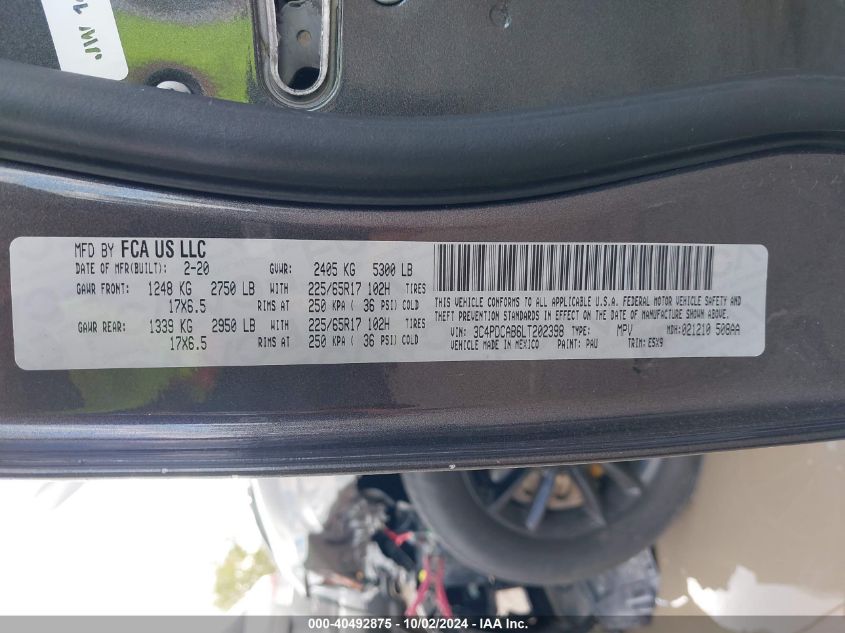 MFD BY FCA US LLC
DATE OF MFR(BUILT): 2-20 GVWR: 2405 KG 5300 LB
GAWR FRONT: 1248 KG 2750 LB WITH 225/65R17 102H TIRES
17X6.5 RIMS AT 250 KPA ( 36 PSI) COLD
GAWR REAR: 1339 KG 2950 LB WITH 225/65R17 102H TIRES
17X6.5 RIMS AT 250 KPA ( 36 PSI) COLD
THIS VEHICLE CONFORMS TO ALL APPLICABLE U.S.A. FEDERAL MOTOR VEHICLE SAFETY AND
THEFT PREVENTION STANDARDS IN EFFECT ON THE DATE OF MANUFACTURE SHOWN ABOVE.
VIN: 3C4PDCAB6LT202398 TYPE: MPV MDH:021210 508AA
VEHICLE MADE IN MEXICO PAINT: PAU TRIM: E5X9
000-40492875 - 10/02/2024 - © IAA Holdings, LLC.